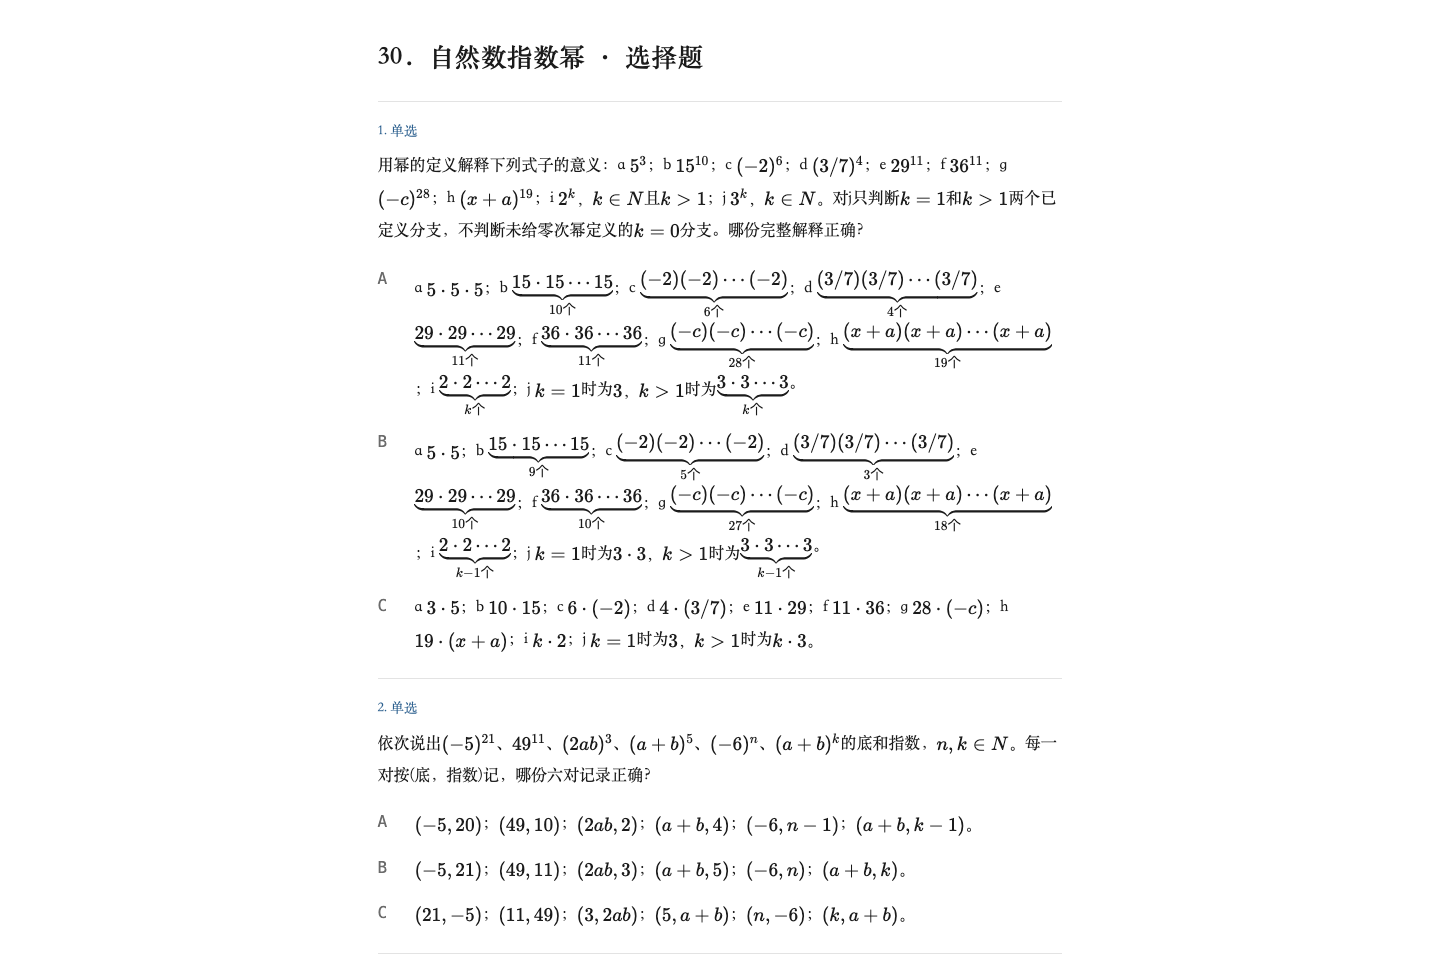 30．自然数指数幂 · 选择题
1. 单选
用幂的定义解释下列式子的意义：a 5³；b 15¹⁰；c (−2)⁶；d (3/7)⁴；e 29¹¹；f 36¹¹；g
(−c)²⁸；h (x + a)¹⁹；i 2ᵏ，k ∈ N且k > 1；j 3ᵏ，k ∈ N。对j只判断k = 1和k > 1两个已
定义分支，不判断未给零次幂定义的k = 0分支。哪份完整解释正确？
A a 5 · 5 · 5；b 15 · 15 ⋯ 15；c (−2)(−2) ⋯ (−2)；d (3/7)(3/7) ⋯ (3/7)；e
10个 6个 4个
29 · 29 ⋯ 29；f 36 · 36 ⋯ 36；g (−c)(−c) ⋯ (−c)；h (x + a)(x + a) ⋯ (x + a)
11个 11个 28个 19个
；i 2 · 2 ⋯ 2；j k = 1时为3，k > 1时为3 · 3 ⋯ 3。
k个 k个
B a 5 · 5；b 15 · 15 ⋯ 15；c (−2)(−2) ⋯ (−2)；d (3/7)(3/7) ⋯ (3/7)；e
9个 5个 3个
29 · 29 ⋯ 29；f 36 · 36 ⋯ 36；g (−c)(−c) ⋯ (−c)；h (x + a)(x + a) ⋯ (x + a)
10个 10个 27个 18个
；i 2 · 2 ⋯ 2；j k = 1时为3 · 3，k > 1时为3 · 3 ⋯ 3。
k−1个 k−1个
C a 3 · 5；b 10 · 15；c 6 · (−2)；d 4 · (3/7)；e 11 · 29；f 11 · 36；g 28 · (−c)；h
19 · (x + a)；i k · 2；j k = 1时为3，k > 1时为k · 3。
2. 单选
依次说出(−5)²¹、49¹¹、(2ab)³、(a + b)⁵、(−6)ⁿ、(a + b)ᵏ的底和指数，n, k ∈ N。每一
对按(底，指数)记，哪份六对记录正确？
A (−5, 20)；(49, 10)；(2ab, 2)；(a + b, 4)；(−6, n − 1)；(a + b, k − 1)。
B (−5, 21)；(49, 11)；(2ab, 3)；(a + b, 5)；(−6, n)；(a + b, k)。
C (21, −5)；(11, 49)；(3, 2ab)；(5, a + b)；(n, −6)；(k, a + b)。